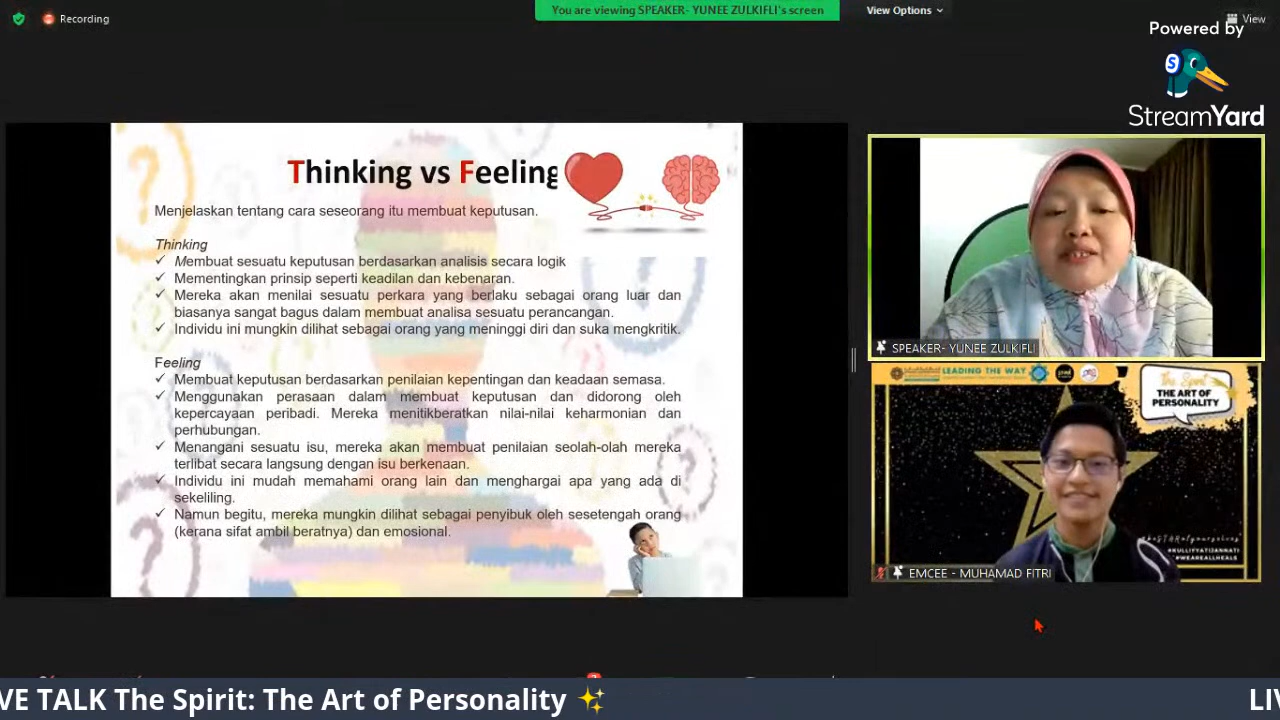 Recording
You are viewing SPEAKER- YUNEE ZULKIFLI's screen
View Options
View
Powered by
StreamYard
Thinking vs Feeling
Menjelaskan tentang cara seseorang itu membuat keputusan.
Thinking
✓ Membuat sesuatu keputusan berdasarkan analisis secara logik
✓ Mementingkan prinsip seperti keadilan dan kebenaran.
✓ Mereka akan menilai sesuatu perkara yang berlaku sebagai orang luar dan
biasanya sangat bagus dalam membuat analisa sesuatu perancangan.
✓ Individu ini mungkin dilihat sebagai orang yang meninggi diri dan suka mengkritik.
Feeling
✓ Membuat keputusan berdasarkan penilaian kepentingan dan keadaan semasa.
✓ Menggunakan perasaan dalam membuat keputusan dan didorong oleh
kepercayaan peribadi. Mereka menitikberatkan nilai-nilai keharmonian dan
perhubungan.
✓ Menangani sesuatu isu, mereka akan membuat penilaian seolah-olah mereka
terlibat secara langsung dengan isu berkenaan.
✓ Individu ini mudah memahami orang lain dan menghargai apa yang ada di
sekeliling.
✓ Namun begitu, mereka mungkin dilihat sebagai penyibuk oleh sesetengah orang
(kerana sifat ambil beratnya) dan emosional.
SPEAKER- YUNEE ZULKIFLI
LEADING THE WAY
The Spirit
THE ART OF
PERSONALITY
#KULLIYYATIJANNATI
#WEAREALLHEALS
EMCEE - MUHAMAD FITRI
VE TALK The Spirit: The Art of Personality ✨
LI